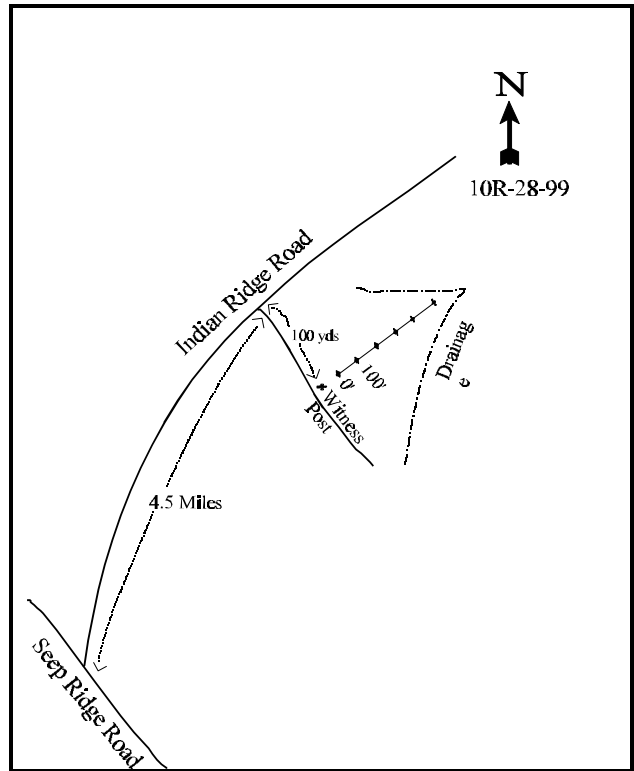 N
10R-28-99
Indian Ridge Road
100 yds
Drainag
e
0'
100'
Witness
Post
4.5 Miles
Seep Ridge Road